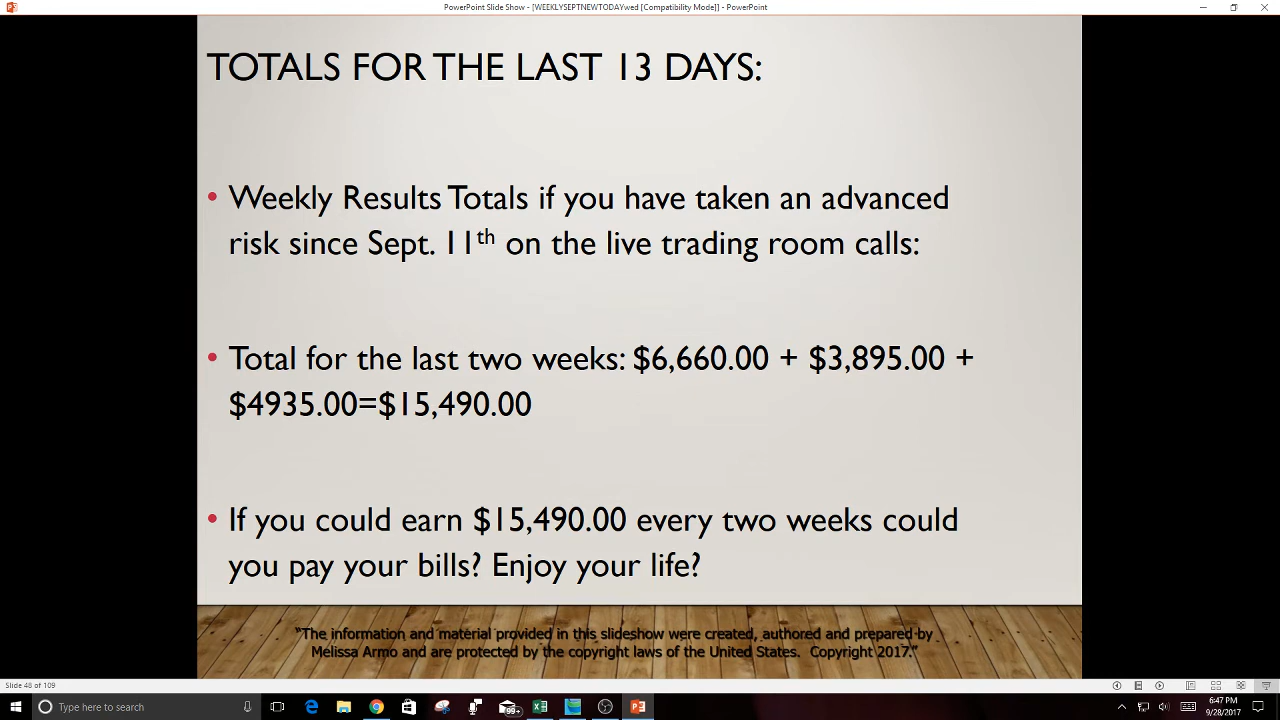 PowerPoint Slide Show - [WEEKLYSEPTNEWTODAYwed [Compatibility Mode]] - PowerPoint
TOTALS FOR THE LAST 13 DAYS:
• Weekly Results Totals if you have taken an advanced
risk since Sept. 11th on the live trading room calls:
• Total for the last two weeks: $6,660.00 + $3,895.00 +
$4935.00=$15,490.00
• If you could earn $15,490.00 every two weeks could
you pay your bills? Enjoy your life?
“The information and material provided in this slideshow were created, authored and prepared by
Melissa Armo and are protected by the copyright laws of the United States. Copyright 2017.”
Slide 48 of 109
Type here to search
99+
6:47 PM
9/28/2017